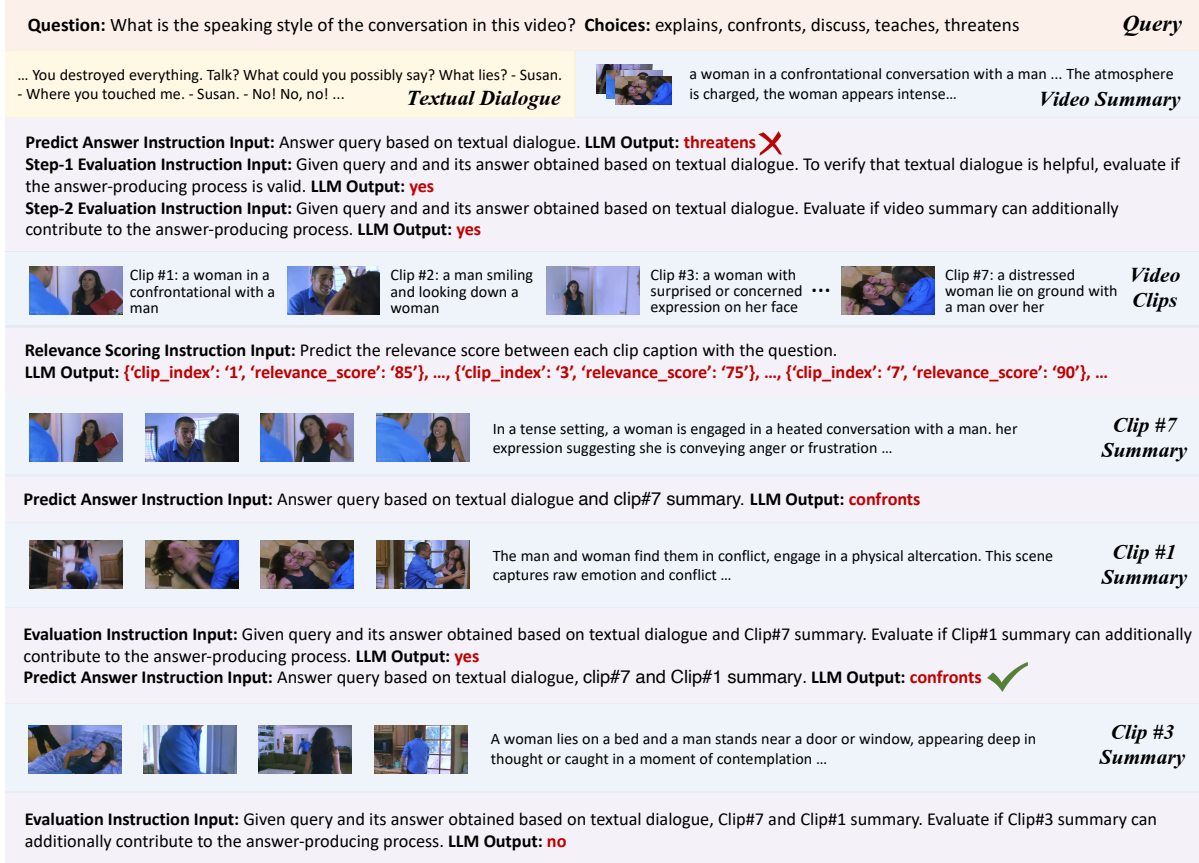 Question: What is the speaking style of the conversation in this video? Choices: explains, confronts, discuss, teaches, threatens
Query
... You destroyed everything. Talk? What could you possibly say? What lies? - Susan.
- Where you touched me. - Susan. - No! No, no! ...
Textual Dialogue
a woman in a confrontational conversation with a man ... The atmosphere
is charged, the woman appears intense...
Video Summary
Predict Answer Instruction Input: Answer query based on textual dialogue. LLM Output: threatens
Step-1 Evaluation Instruction Input: Given query and and its answer obtained based on textual dialogue. To verify that textual dialogue is helpful, evaluate if
the answer-producing process is valid. LLM Output: yes
Step-2 Evaluation Instruction Input: Given query and and its answer obtained based on textual dialogue. Evaluate if video summary can additionally
contribute to the answer-producing process. LLM Output: yes
Clip #1: a woman in a
confrontational with a
man
Clip #2: a man smiling
and looking down a
woman
Clip #3: a woman with
surprised or concerned
expression on her face
...
Clip #7: a distressed
woman lie on ground with
a man over her
Video
Clips
Relevance Scoring Instruction Input: Predict the relevance score between each clip caption with the question.
LLM Output: {‘clip_index’: ‘1’, ‘relevance_score’: ‘85’}, ..., {‘clip_index’: ‘3’, ‘relevance_score’: ‘75’}, ..., {‘clip_index’: ‘7’, ‘relevance_score’: ‘90’}, ...
In a tense setting, a woman is engaged in a heated conversation with a man. her
expression suggesting she is conveying anger or frustration ...
Clip #7
Summary
Predict Answer Instruction Input: Answer query based on textual dialogue and clip#7 summary. LLM Output: confronts
The man and woman find them in conflict, engage in a physical altercation. This scene
captures raw emotion and conflict ...
Clip #1
Summary
Evaluation Instruction Input: Given query and its answer obtained based on textual dialogue and Clip#7 summary. Evaluate if Clip#1 summary can additionally
contribute to the answer-producing process. LLM Output: yes
Predict Answer Instruction Input: Answer query based on textual dialogue, clip#7 and Clip#1 summary. LLM Output: confronts
A woman lies on a bed and a man stands near a door or window, appearing deep in
thought or caught in a moment of contemplation ...
Clip #3
Summary
Evaluation Instruction Input: Given query and its answer obtained based on textual dialogue, Clip#7 and Clip#1 summary. Evaluate if Clip#3 summary can
additionally contribute to the answer-producing process. LLM Output: no